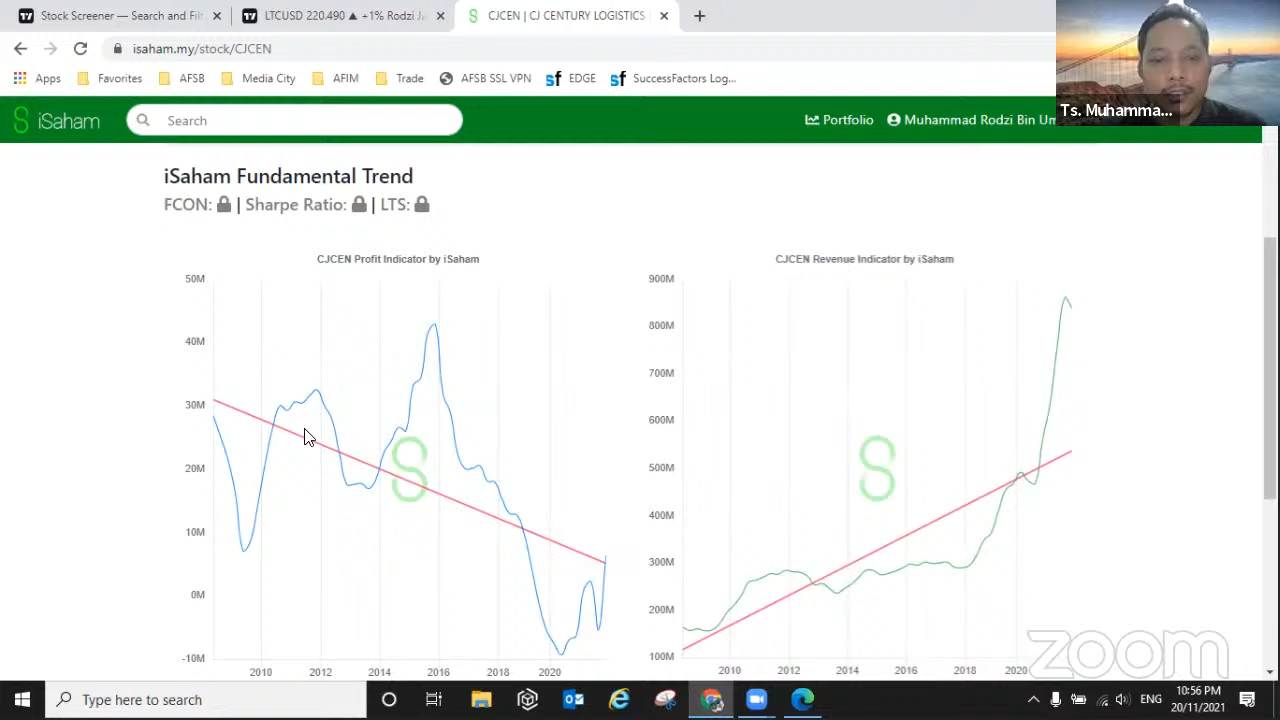 Stock Screener — Search and Filt
LTCUSD 220.490 ▲ +1% Rodzi Ju
CJCEN | CJ CENTURY LOGISTICS
isaham.my/stock/CJCEN
Apps
Favorites
AFSB
Media City
AFIM
Trade
AFSB SSL VPN
EDGE
SuccessFactors Log...
Ts. Muhamma...
iSaham
Search
Portfolio
Muhammad Rodzi Bin Um
iSaham Fundamental Trend
FCON: | Sharpe Ratio: | LTS:
CJCEN Profit Indicator by iSaham
50M
40M
30M
20M
10M
0M
-10M
2010 2012 2014 2016 2018 2020
CJCEN Revenue Indicator by iSaham
900M
800M
700M
600M
500M
400M
300M
200M
100M
2010 2012 2014 2016 2018 2020
zoom
Type here to search
ENG
10:56 PM
20/11/2021